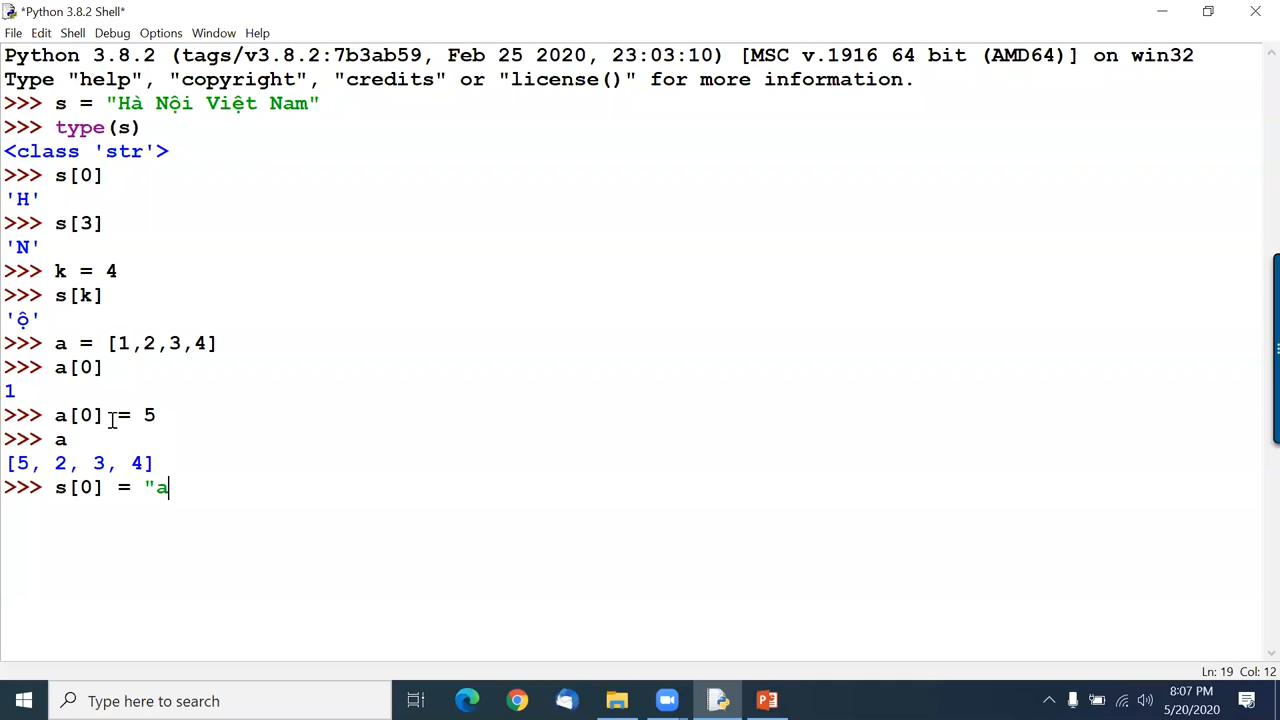 *Python 3.8.2 Shell*
File Edit Shell Debug Options Window Help
Python 3.8.2 (tags/v3.8.2:7b3ab59, Feb 25 2020, 23:03:10) [MSC v.1916 64 bit (AMD64)] on win32
Type "help", "copyright", "credits" or "license()" for more information.
>>> s = "Hà Nội Việt Nam"
>>> type(s)
<class 'str'>
>>> s[0]
'H'
>>> s[3]
'N'
>>> k = 4
>>> s[k]
'ộ'
>>> a = [1,2,3,4]
>>> a[0]
1
>>> a[0] = 5
>>> a
[5, 2, 3, 4]
>>> s[0] = "a
Ln: 19 Col: 12
Type here to search
8:07 PM
5/20/2020